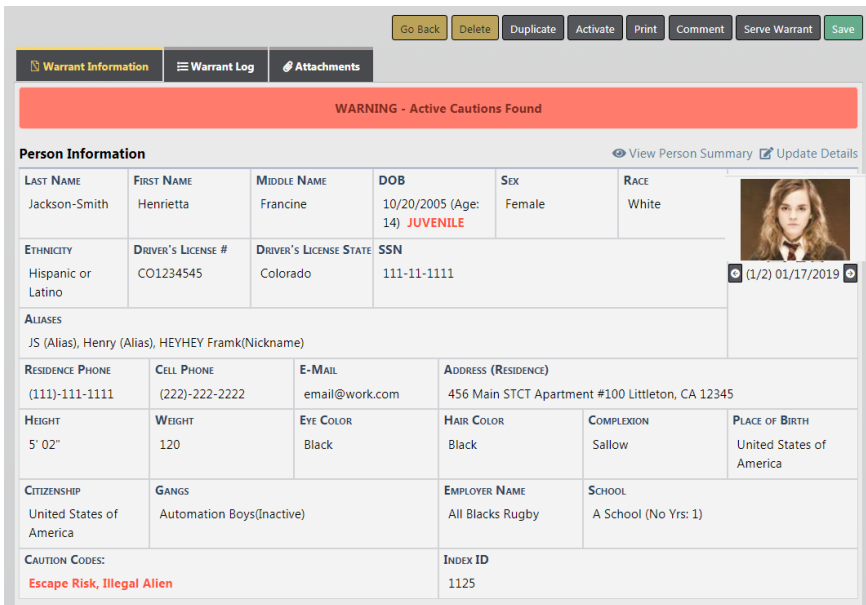 Go Back Delete Duplicate Activate Print Comment Serve Warrant Save
Warrant Information Warrant Log Attachments
WARNING - Active Cautions Found
Person Information View Person Summary Update Details
LAST NAME FIRST NAME MIDDLE NAME DOB SEX RACE
Jackson-Smith Henrietta Francine 10/20/2005 (Age: Female White
14) JUVENILE
ETHNICITY DRIVER'S LICENSE # DRIVER'S LICENSE STATE SSN
Hispanic or CO1234545 Colorado 111-11-1111 (1/2) 01/17/2019
Latino
ALIASES
JS (Alias), Henry (Alias), HEYHEY Framk(Nickname)
RESIDENCE PHONE CELL PHONE E-MAIL ADDRESS (RESIDENCE)
(111)-111-1111 (222)-222-2222 email@work.com 456 Main STCT Apartment #100 Littleton, CA 12345
HEIGHT WEIGHT EYE COLOR HAIR COLOR COMPLEXION PLACE OF BIRTH
5' 02" 120 Black Black Sallow United States of
America
CITIZENSHIP GANGS EMPLOYER NAME SCHOOL
United States of Automation Boys(Inactive) All Blacks Rugby A School (No Yrs: 1)
America
CAUTION CODES: INDEX ID
Escape Risk, Illegal Alien 1125